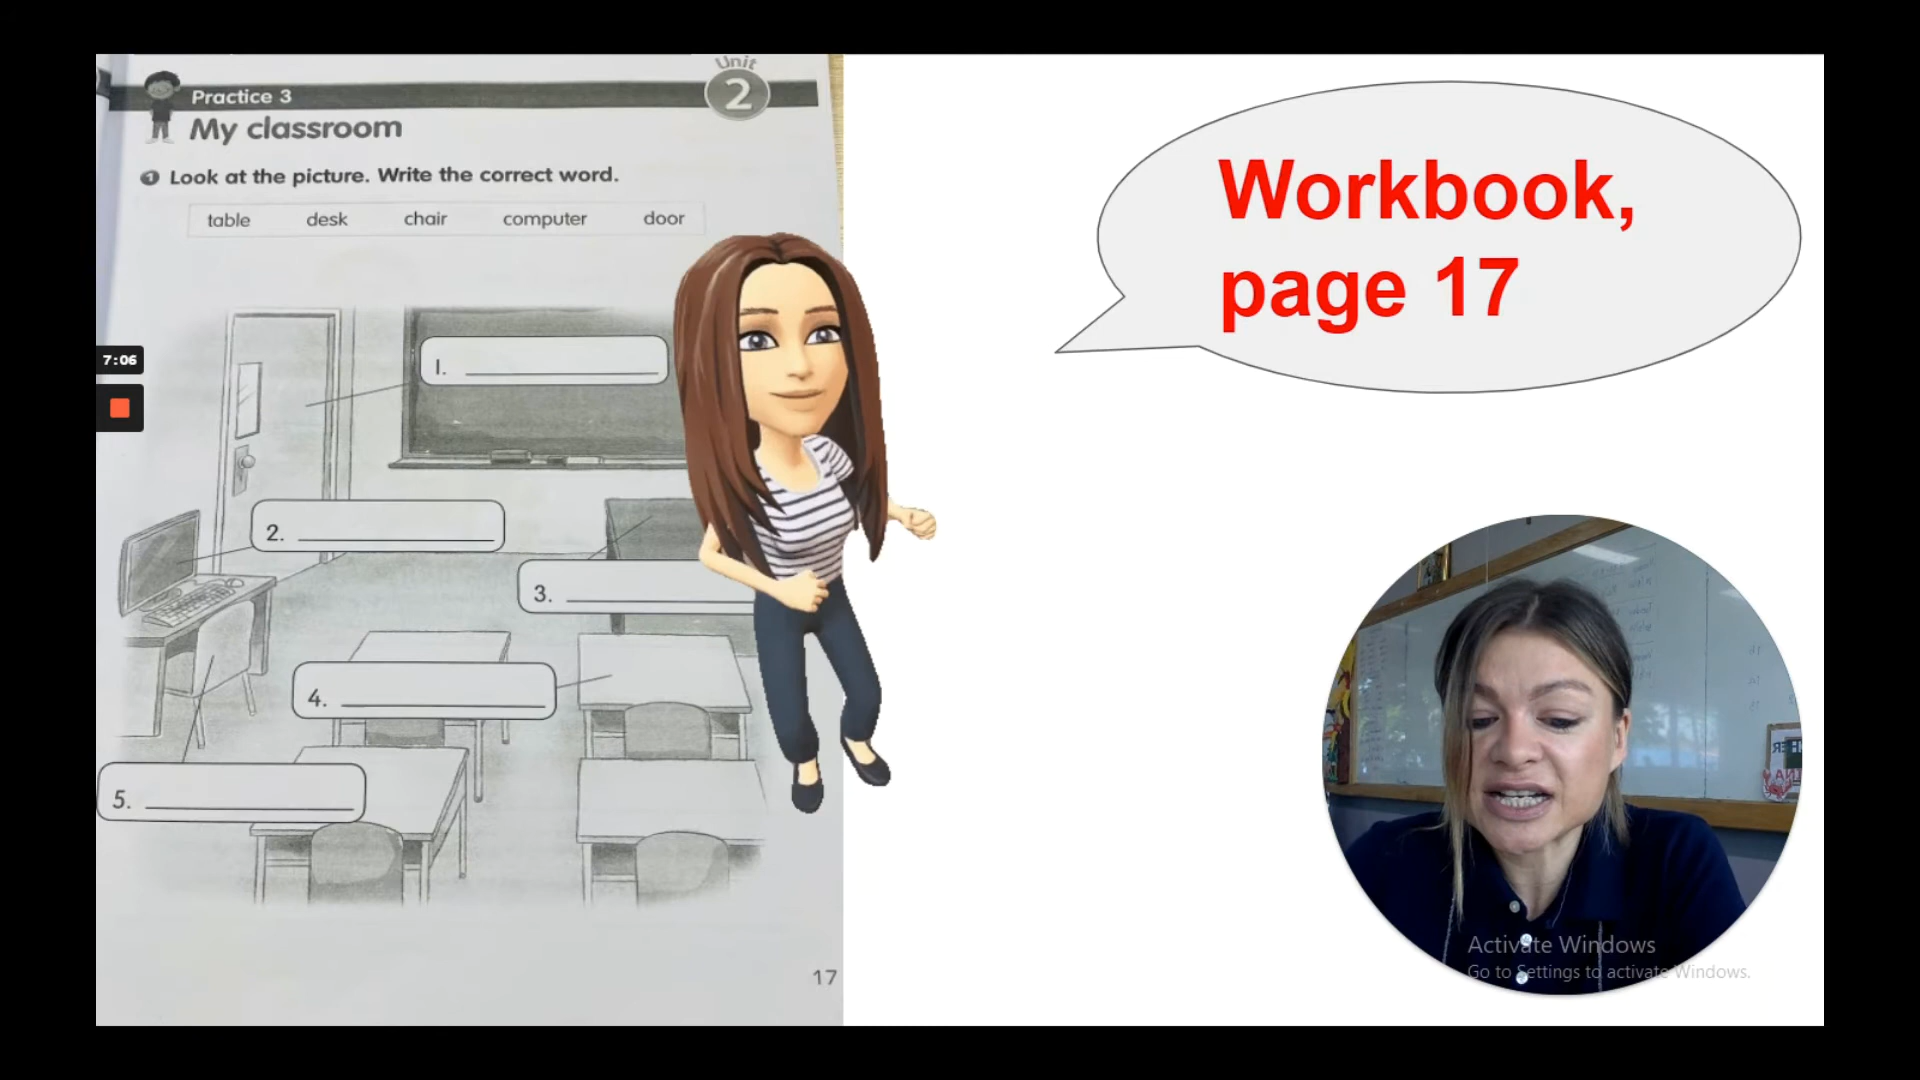 Unit
2
Practice 3
My classroom
1 Look at the picture. Write the correct word.
table desk chair computer door
1.
2.
3.
4.
5.
17
7:06
Workbook,
page 17
Activate Windows
Go to Settings to activate Windows.